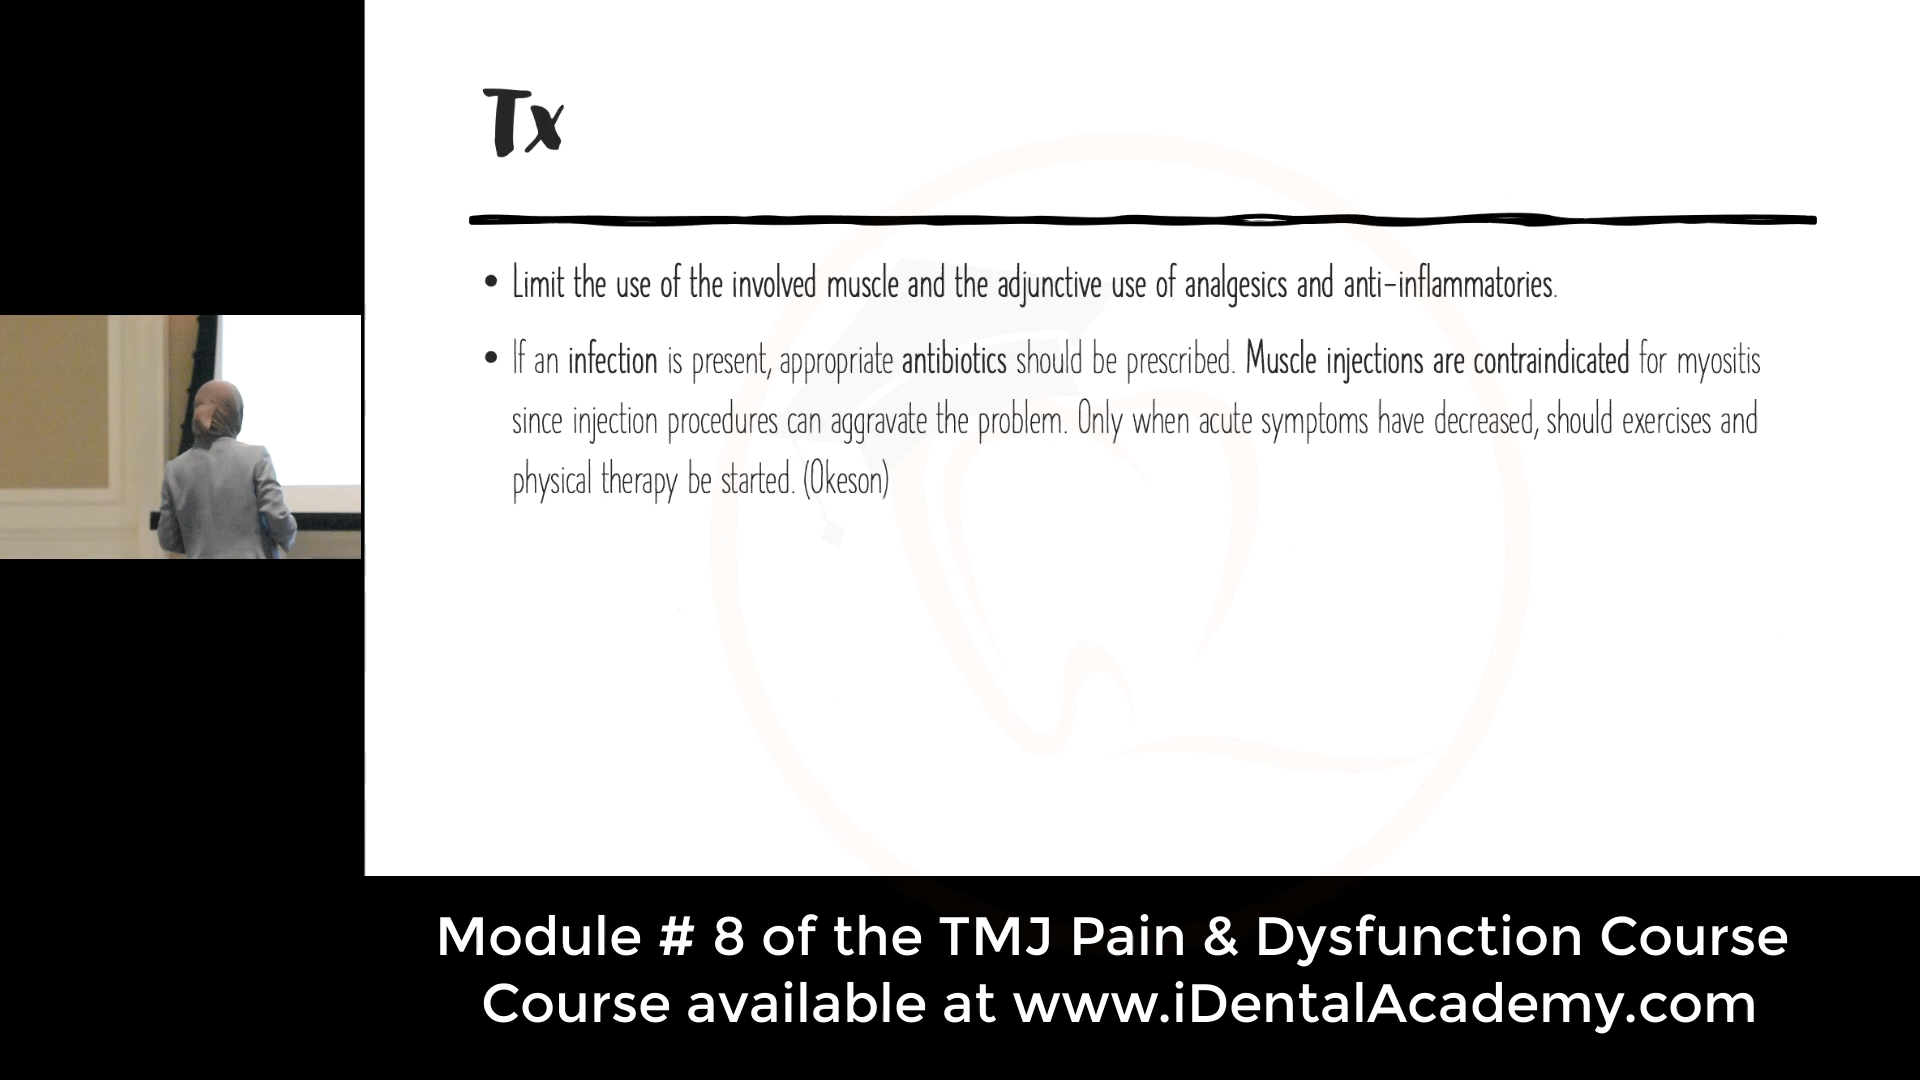 Tx
• Limit the use of the involved muscle and the adjunctive use of analgesics and anti-inflammatories.
• If an infection is present, appropriate antibiotics should be prescribed. Muscle injections are contraindicated for myositis
since injection procedures can aggravate the problem. Only when acute symptoms have decreased, should exercises and
physical therapy be started. (Okeson)
Module # 8 of the TMJ Pain & Dysfunction Course
Course available at www.iDentalAcademy.com